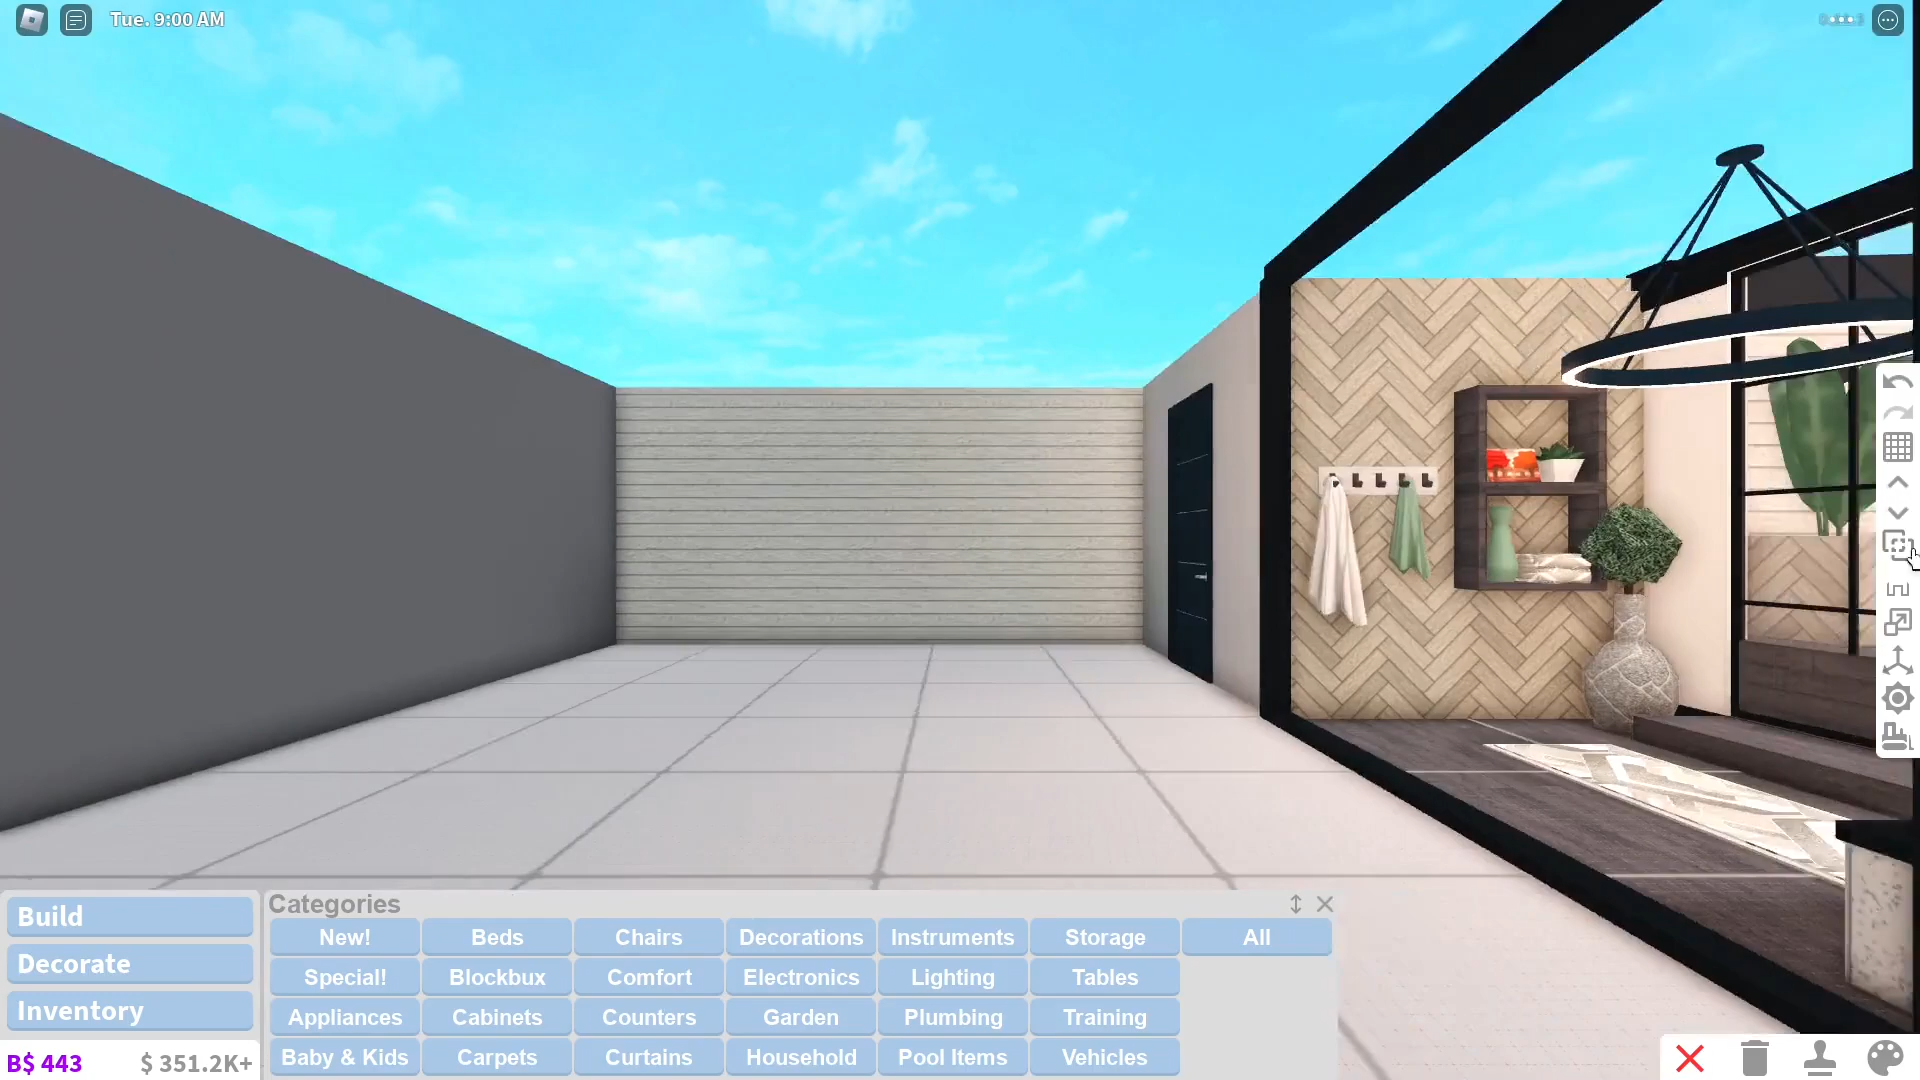 Tue. 9:00 AM
Build
Decorate
Inventory
B$ 443 $ 351.2K+
Categories
New! Beds Chairs Decorations Instruments Storage All
Special! Blockbux Comfort Electronics Lighting Tables
Appliances Cabinets Counters Garden Plumbing Training
Baby & Kids Carpets Curtains Household Pool Items Vehicles